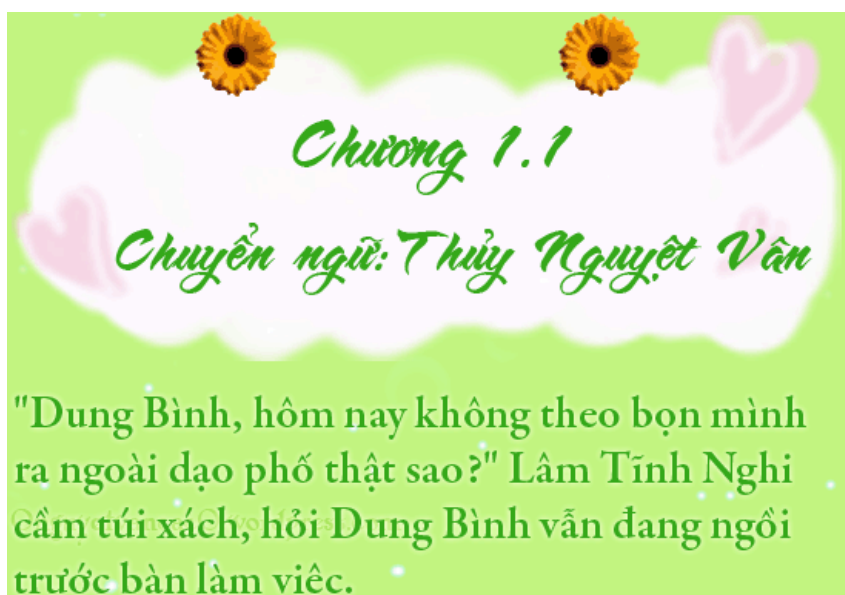 Chương 1.1
Chuyển ngữ:Thủy Nguyệt Vân
"Dung Bình, hôm nay không theo bọn mình
ra ngoài dạo phố thật sao?" Lâm Tĩnh Nghi
cầm túi xách, hỏi Dung Bình vẫn đang ngồi
trước bàn làm việc.